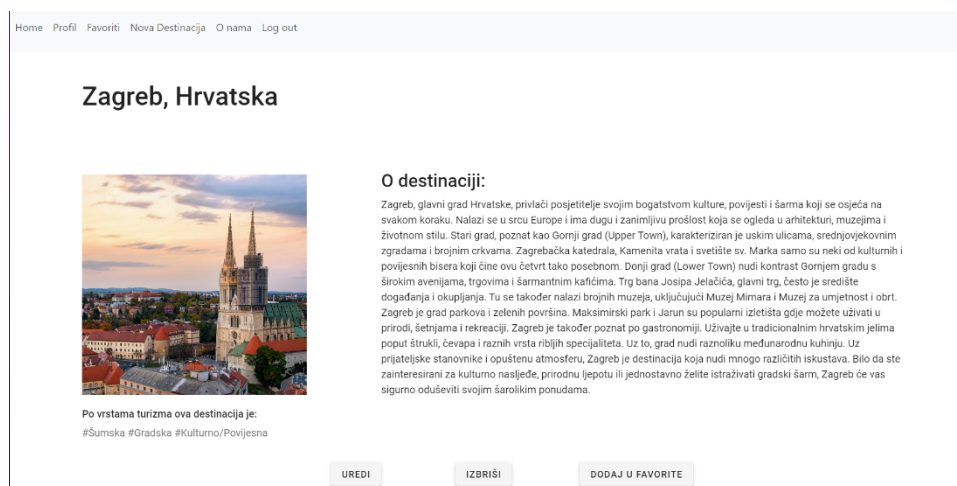 Home Profil Favoriti Nova Destinacija O nama Log out
Zagreb, Hrvatska
O destinaciji:
Zagreb, glavni grad Hrvatske, privlači posjetitelje svojim bogatstvom kulture, povijesti i šarma koji se osjeća na
svakom koraku. Nalazi se u srcu Europe i ima dugu i zanimljivu prošlost koja se ogleda u arhitekturi, muzejima i
životnom stilu. Stari grad, poznat kao Gornji grad (Upper Town), karakteriziran je uskim ulicama, srednjovjekovnim
zgradama i brojnim crkvama. Zagrebačka katedrala, Kamenita vrata i svetište sv. Marka samo su neki od kulturnih i
povijesnih bisera koji čine ovu četvrt tako posebnom. Donji grad (Lower Town) nudi kontrast Gornjem gradu s
širokim avenijama, trgovima i šarmantnim kafićima. Trg bana Josipa Jelačića, glavni trg, često je središte
događanja i okupljanja. Tu se također nalazi brojnih muzeja, uključujući Muzej Mimara i Muzej za umjetnost i obrt.
Zagreb je grad parkova i zelenih površina. Maksimirski park i Jarun su popularni izletišta gdje možete uživati u
prirodi, šetnjama i rekreaciji. Zagreb je također poznat po gastronomiji. Uživajte u tradicionalnim hrvatskim jelima
poput štrukli, čevapa i raznih vrsta ribljih specijaliteta. Uz to, grad nudi raznoliku međunarodnu kuhinju. Uz
prijateljske stanovnike i opuštenu atmosferu, Zagreb je destinacija koja nudi mnogo različitih iskustava. Bilo da ste
zainteresirani za kulturno nasljeđe, prirodnu ljepotu ili jednostavno želite istraživati gradski šarm, Zagreb će vas
sigurno oduševiti svojim šarolikim ponudama.
Po vrstama turizma ova destinacija je:
#Šumska #Gradska #Kulturno/Povijesna
UREDI IZBRIŠI DODAJ U FAVORITE